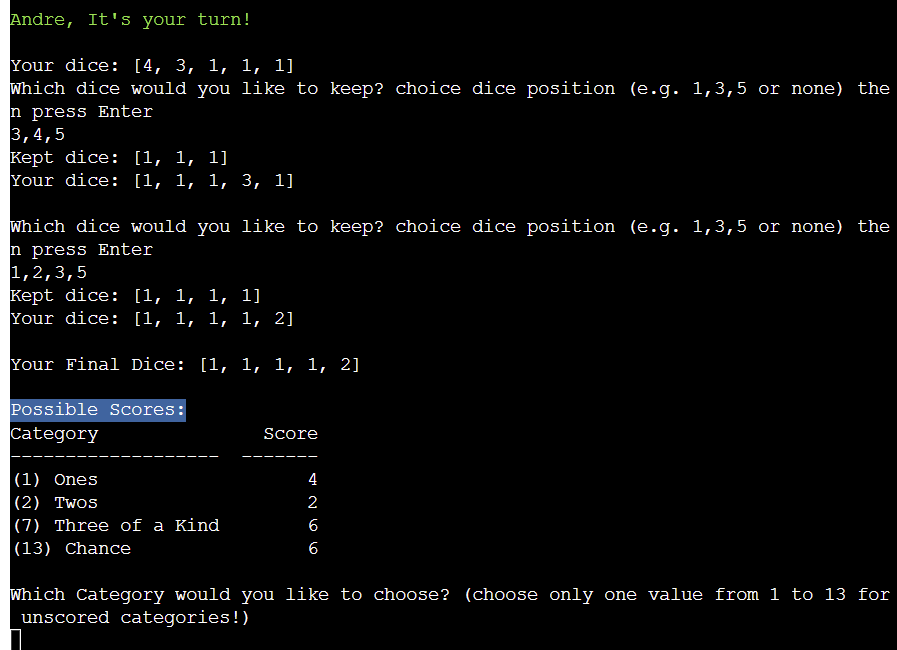 Andre, It's your turn!
Your dice: [4, 3, 1, 1, 1]
Which dice would you like to keep? choice dice position (e.g. 1,3,5 or none) the
n press Enter
3,4,5
Kept dice: [1, 1, 1]
Your dice: [1, 1, 1, 3, 1]
Which dice would you like to keep? choice dice position (e.g. 1,3,5 or none) the
n press Enter
1,2,3,5
Kept dice: [1, 1, 1, 1]
Your dice: [1, 1, 1, 1, 2]
Your Final Dice: [1, 1, 1, 1, 2]
Possible Scores:
Category Score
------------------- -------
(1) Ones 4
(2) Twos 2
(7) Three of a Kind 6
(13) Chance 6
Which Category would you like to choose? (choose only one value from 1 to 13 for
unscored categories!)